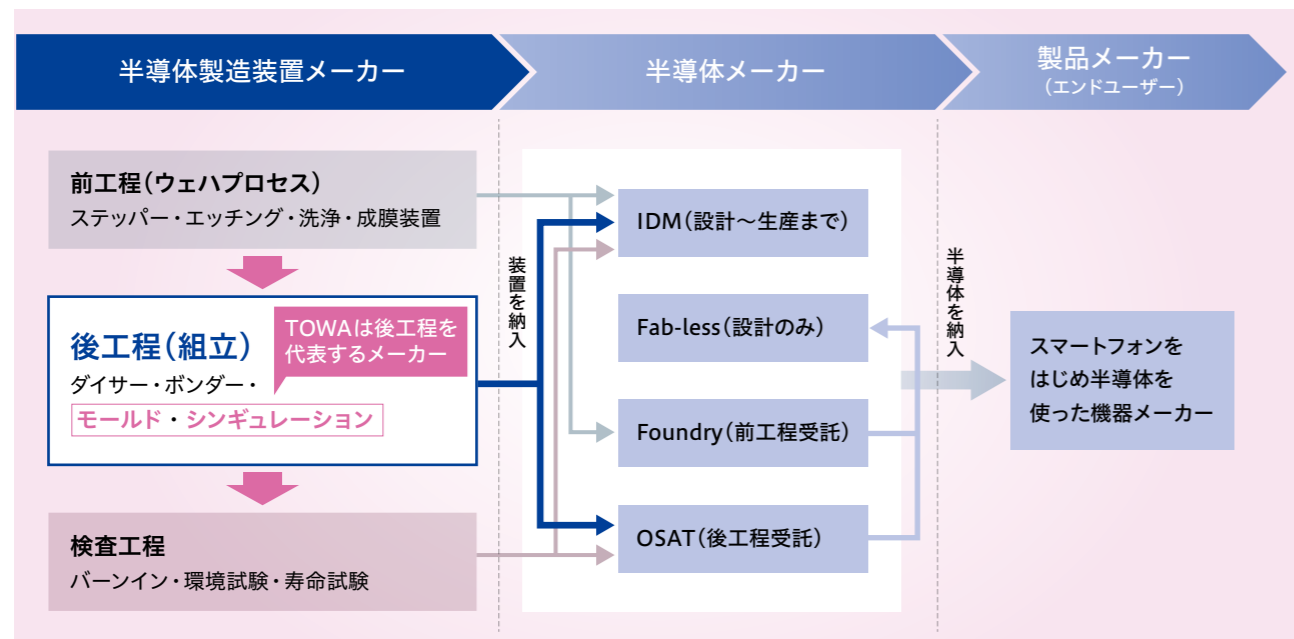 半導体製造装置メーカー
半導体メーカー
製品メーカー
（エンドユーザー）
前工程（ウェハプロセス）
ステッパー・エッチング・洗浄・成膜装置
後工程（組立）
ダイサー・ボンダー・
モールド・シンギュレーション
TOWAは後工程を
代表するメーカー
検査工程
バーンイン・環境試験・寿命試験
装置を納入
IDM（設計～生産まで）
Fab-less（設計のみ）
Foundry（前工程受託）
OSAT（後工程受託）
半導体を納入
スマートフォンを
はじめ半導体を
使った機器メーカー